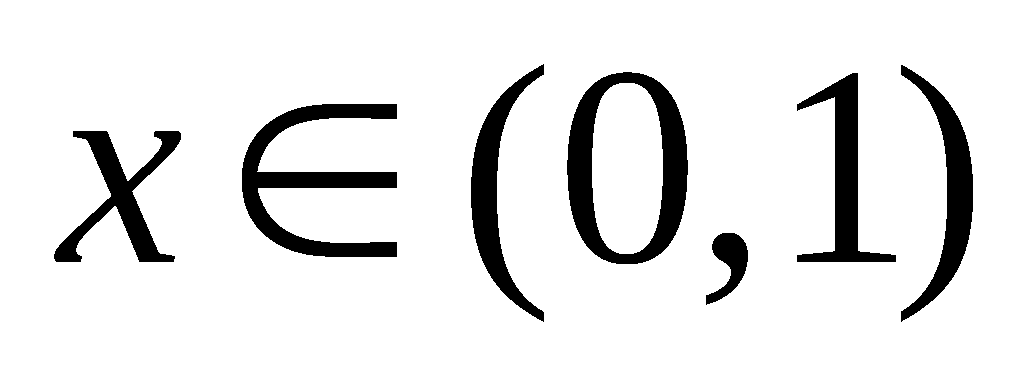 x ∈ (0,1)